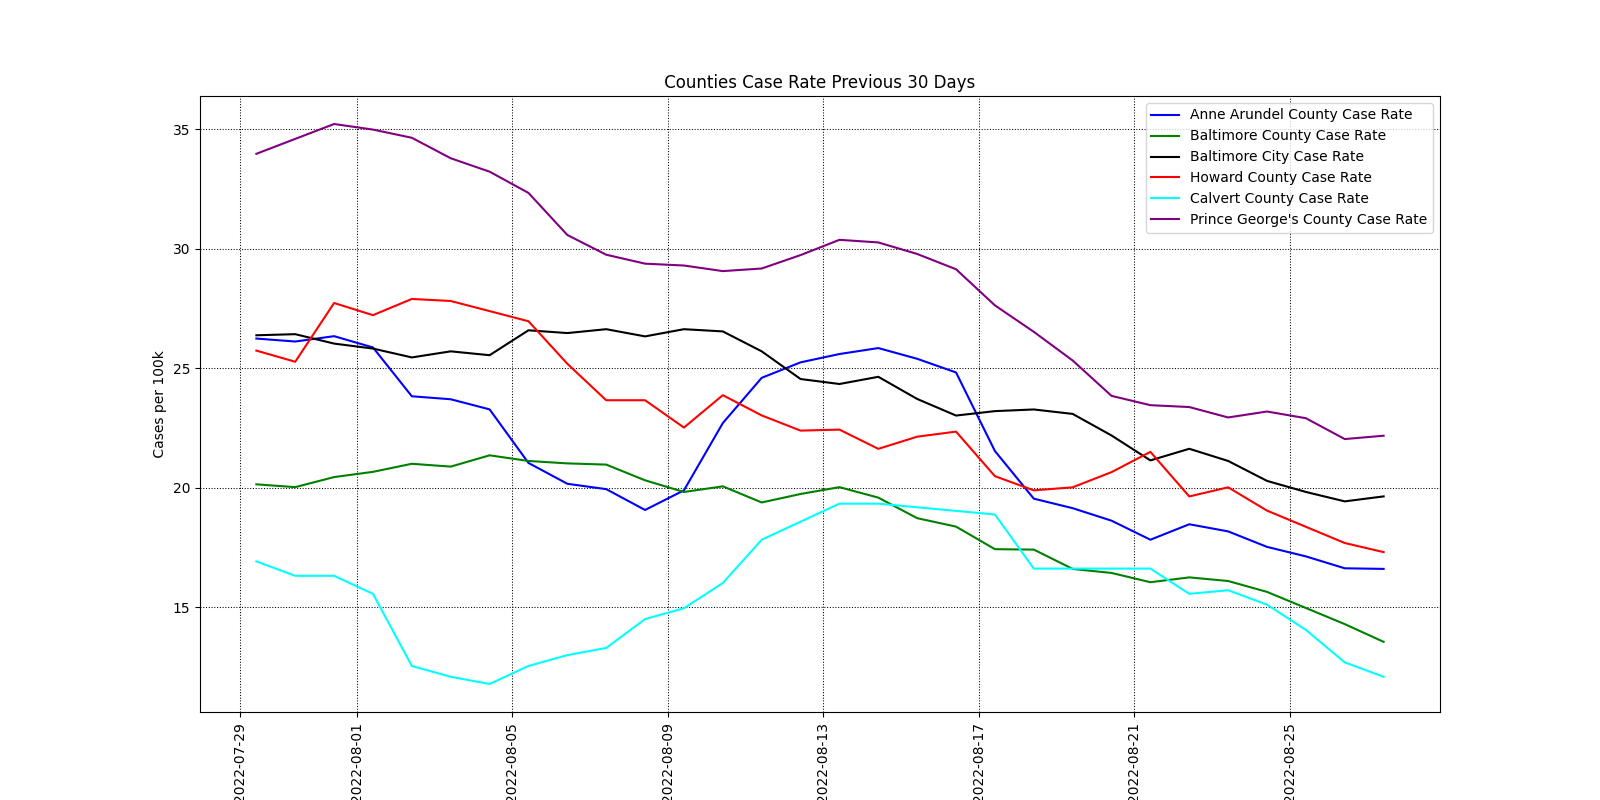 Counties Case Rate Previous 30 Days
Anne Arundel County Case Rate
Baltimore County Case Rate
Baltimore City Case Rate
Howard County Case Rate
Calvert County Case Rate
Prince George's County Case Rate
Cases per 100k
35
30
25
20
15
2022-07-29
2022-08-01
2022-08-05
2022-08-09
2022-08-13
2022-08-17
2022-08-21
2022-08-25